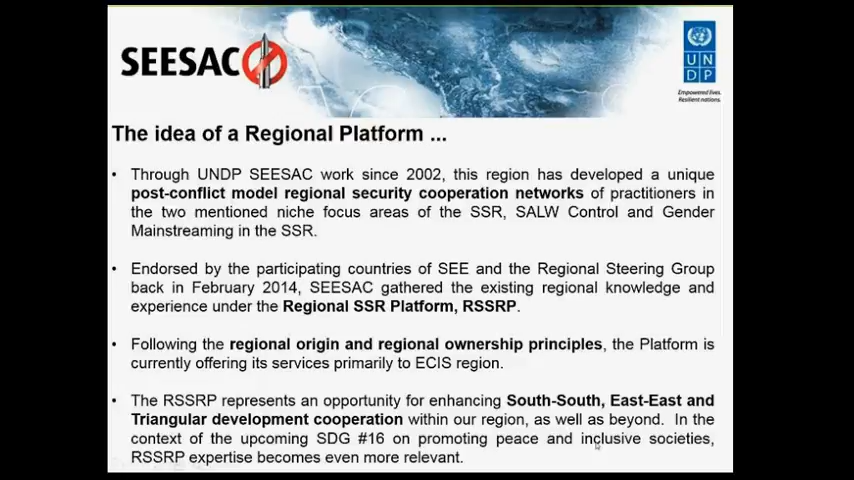 SEESAC
UN
DP
Empowered lives.
Resilient nations.
The idea of a Regional Platform ...
• Through UNDP SEESAC work since 2002, this region has developed a unique
post-conflict model regional security cooperation networks of practitioners in
the two mentioned niche focus areas of the SSR, SALW Control and Gender
Mainstreaming in the SSR.
• Endorsed by the participating countries of SEE and the Regional Steering Group
back in February 2014, SEESAC gathered the existing regional knowledge and
experience under the Regional SSR Platform, RSSRP.
• Following the regional origin and regional ownership principles, the Platform is
currently offering its services primarily to ECIS region.
• The RSSRP represents an opportunity for enhancing South-South, East-East and
Triangular development cooperation within our region, as well as beyond. In the
context of the upcoming SDG #16 on promoting peace and inclusive societies,
RSSRP expertise becomes even more relevant.